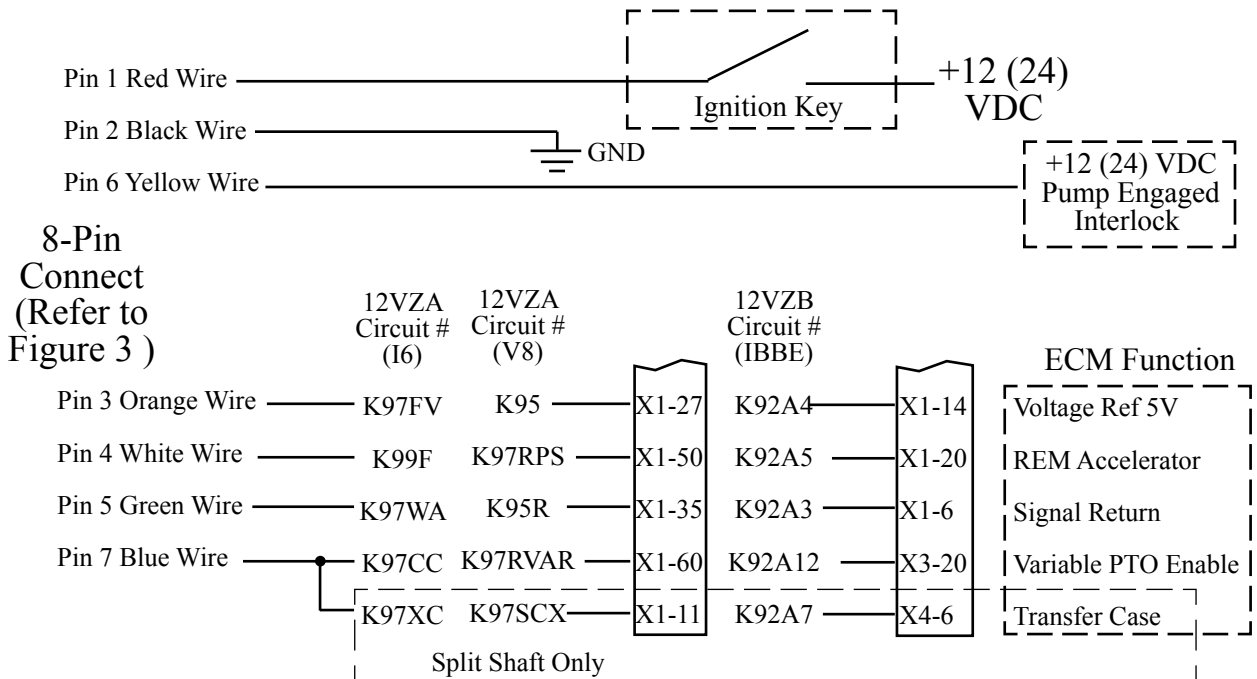 Pin 1 Red Wire
Ignition Key
+12 (24)
VDC
Pin 2 Black Wire
GND
Pin 6 Yellow Wire
+12 (24) VDC
Pump Engaged
Interlock
8-Pin
Connect
(Refer to
Figure 3 )
12VZA
Circuit #
(I6)
12VZA
Circuit #
(V8)
12VZB
Circuit #
(IBBE)
ECM Function
Pin 3 Orange Wire K97FV K95 X1-27 K92A4 X1-14 Voltage Ref 5V
Pin 4 White Wire K99F K97RPS X1-50 K92A5 X1-20 REM Accelerator
Pin 5 Green Wire K97WA K95R X1-35 K92A3 X1-6 Signal Return
Pin 7 Blue Wire K97CC K97RVAR X1-60 K92A12 X3-20 Variable PTO Enable
K97XC K97SCX X1-11 K92A7 X4-6 Transfer Case
Split Shaft Only